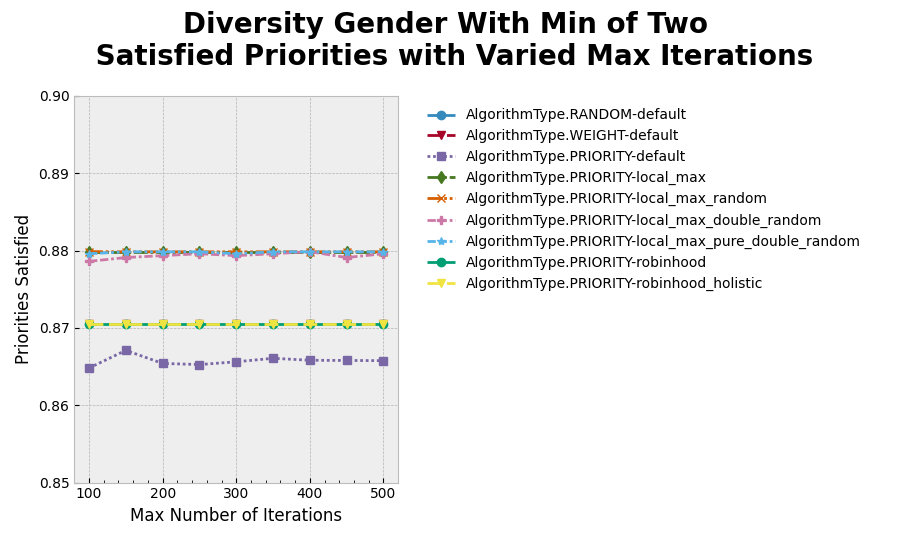 Diversity Gender With Min of Two
Satisfied Priorities with Varied Max Iterations
Priorities Satisfied
0.90
0.89
0.88
0.87
0.86
0.85
100
200
300
400
500
Max Number of Iterations
AlgorithmType.RANDOM-default
AlgorithmType.WEIGHT-default
AlgorithmType.PRIORITY-default
AlgorithmType.PRIORITY-local_max
AlgorithmType.PRIORITY-local_max_random
AlgorithmType.PRIORITY-local_max_double_random
AlgorithmType.PRIORITY-local_max_pure_double_random
AlgorithmType.PRIORITY-robinhood
AlgorithmType.PRIORITY-robinhood_holistic